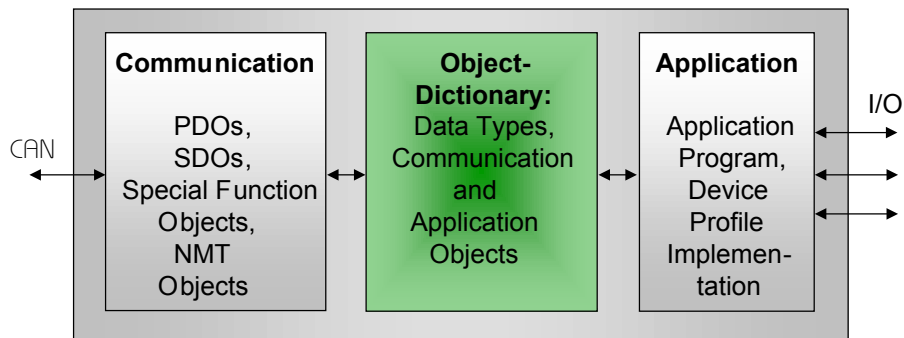 CAN
Communication
PDOs,
SDOs,
Special Function
Objects,
NMT
Objects
Object-
Dictionary:
Data Types,
Communication
and
Application
Objects
Application
Application
Program,
Device
Profile
Implemen-
tation
I/O